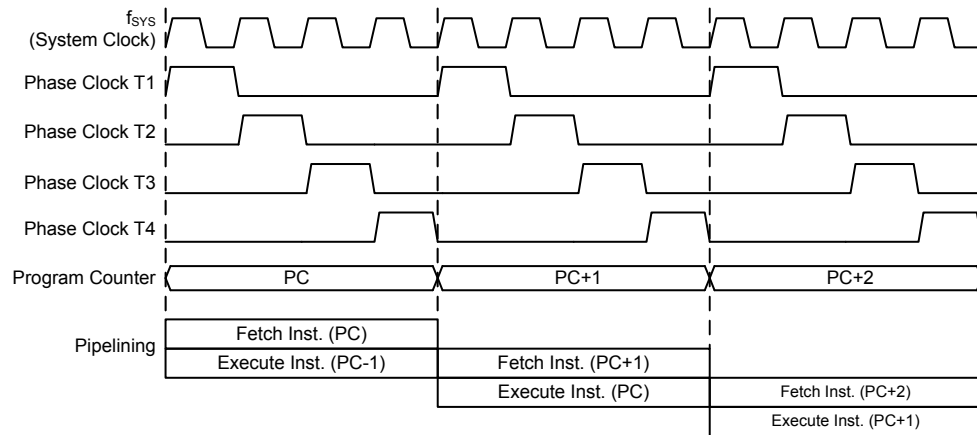 fSYS
(System Clock)
Phase Clock T1
Phase Clock T2
Phase Clock T3
Phase Clock T4
Program Counter PC PC+1 PC+2
Pipelining
Fetch Inst. (PC)
Execute Inst. (PC-1) Fetch Inst. (PC+1)
Execute Inst. (PC) Fetch Inst. (PC+2)
Execute Inst. (PC+1)